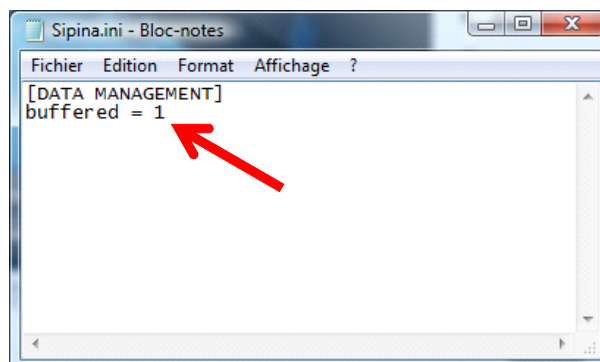 Sipina.ini - Bloc-notes
Fichier Edition Format Affichage ?
[DATA MANAGEMENT]
buffered = 1